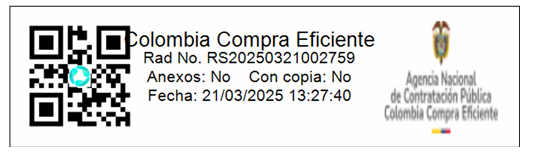 Colombia Compra Eficiente
Rad No. RS20250321002759
Anexos: No Con copia: No
Fecha: 21/03/2025 13:27:40
Agencia Nacional
de Contratación Pública
Colombia Compra Eficiente